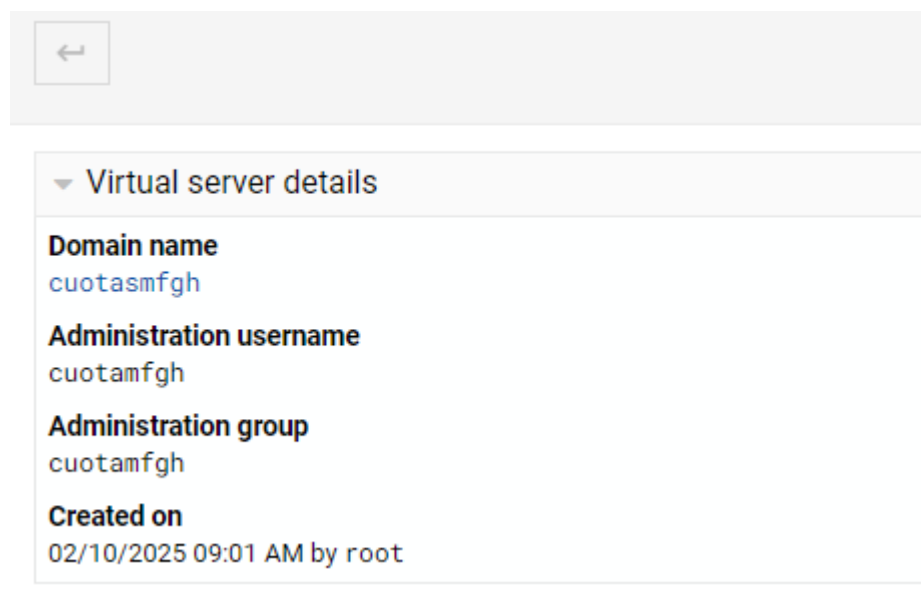 Virtual server details
Domain name
cuotasmfgh
Administration username
cuotamfgh
Administration group
cuotamfgh
Created on
02/10/2025 09:01 AM by root